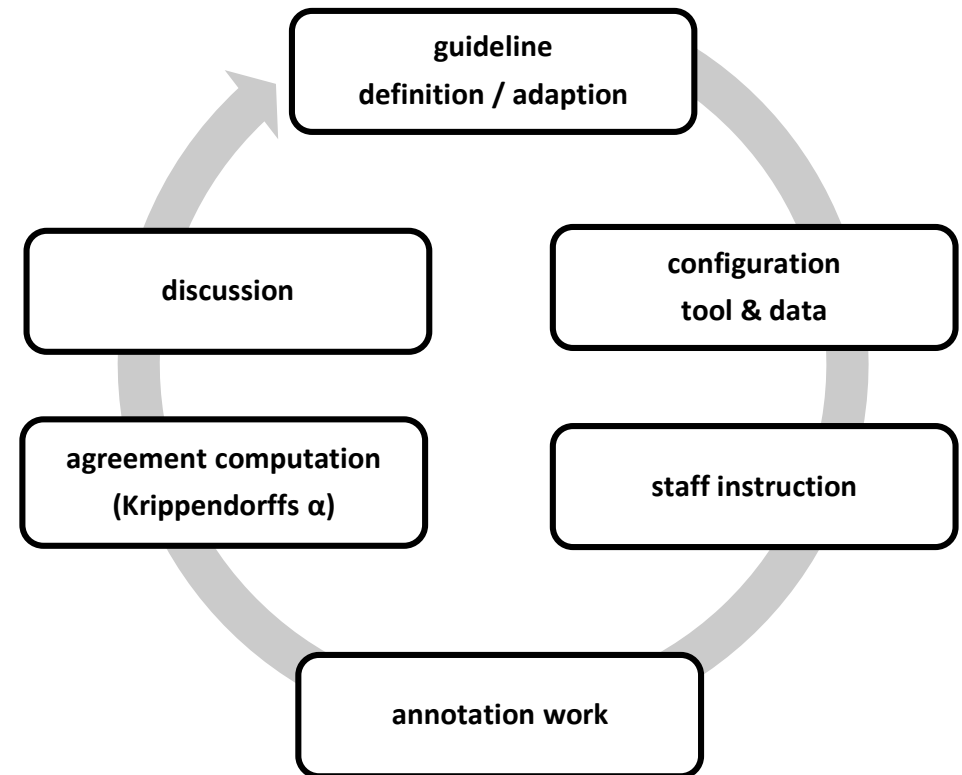 guideline
definition / adaption
configuration
tool & data
staff instruction
annotation work
agreement computation
(Krippendorffs α)
discussion